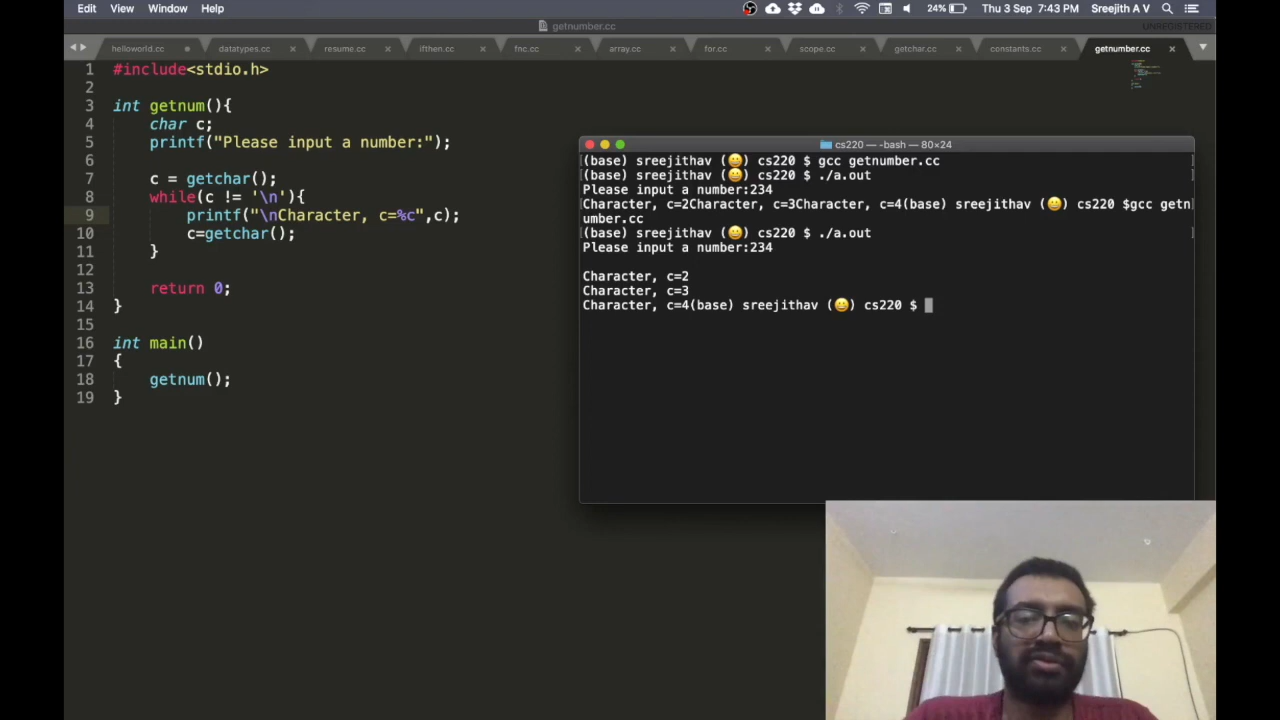 Edit View Window Help 24% Thu 3 Sep 7:43 PM Sreejith A V
getnumber.cc UNREGISTERED
helloworld.cc datatypes.cc resume.cc ifthen.cc fnc.cc array.cc for.cc scope.cc getchar.cc constants.cc getnumber.cc
1 #include<stdio.h>
2
3 int getnum(){
4 char c;
5 printf("Please input a number:");
6
7 c = getchar();
8 while(c != '\n'){
9 printf("\nCharacter, c=%c",c);
10 c=getchar();
11 }
12
13 return 0;
14 }
15
16 int main()
17 {
18 getnum();
19 }
cs220 — -bash — 80×24
(base) sreejithav (😀) cs220 $ gcc getnumber.cc
(base) sreejithav (😀) cs220 $ ./a.out
Please input a number:234
Character, c=2Character, c=3Character, c=4(base) sreejithav (😀) cs220 $gcc getn
umber.cc
(base) sreejithav (😀) cs220 $ ./a.out
Please input a number:234
Character, c=2
Character, c=3
Character, c=4(base) sreejithav (😀) cs220 $